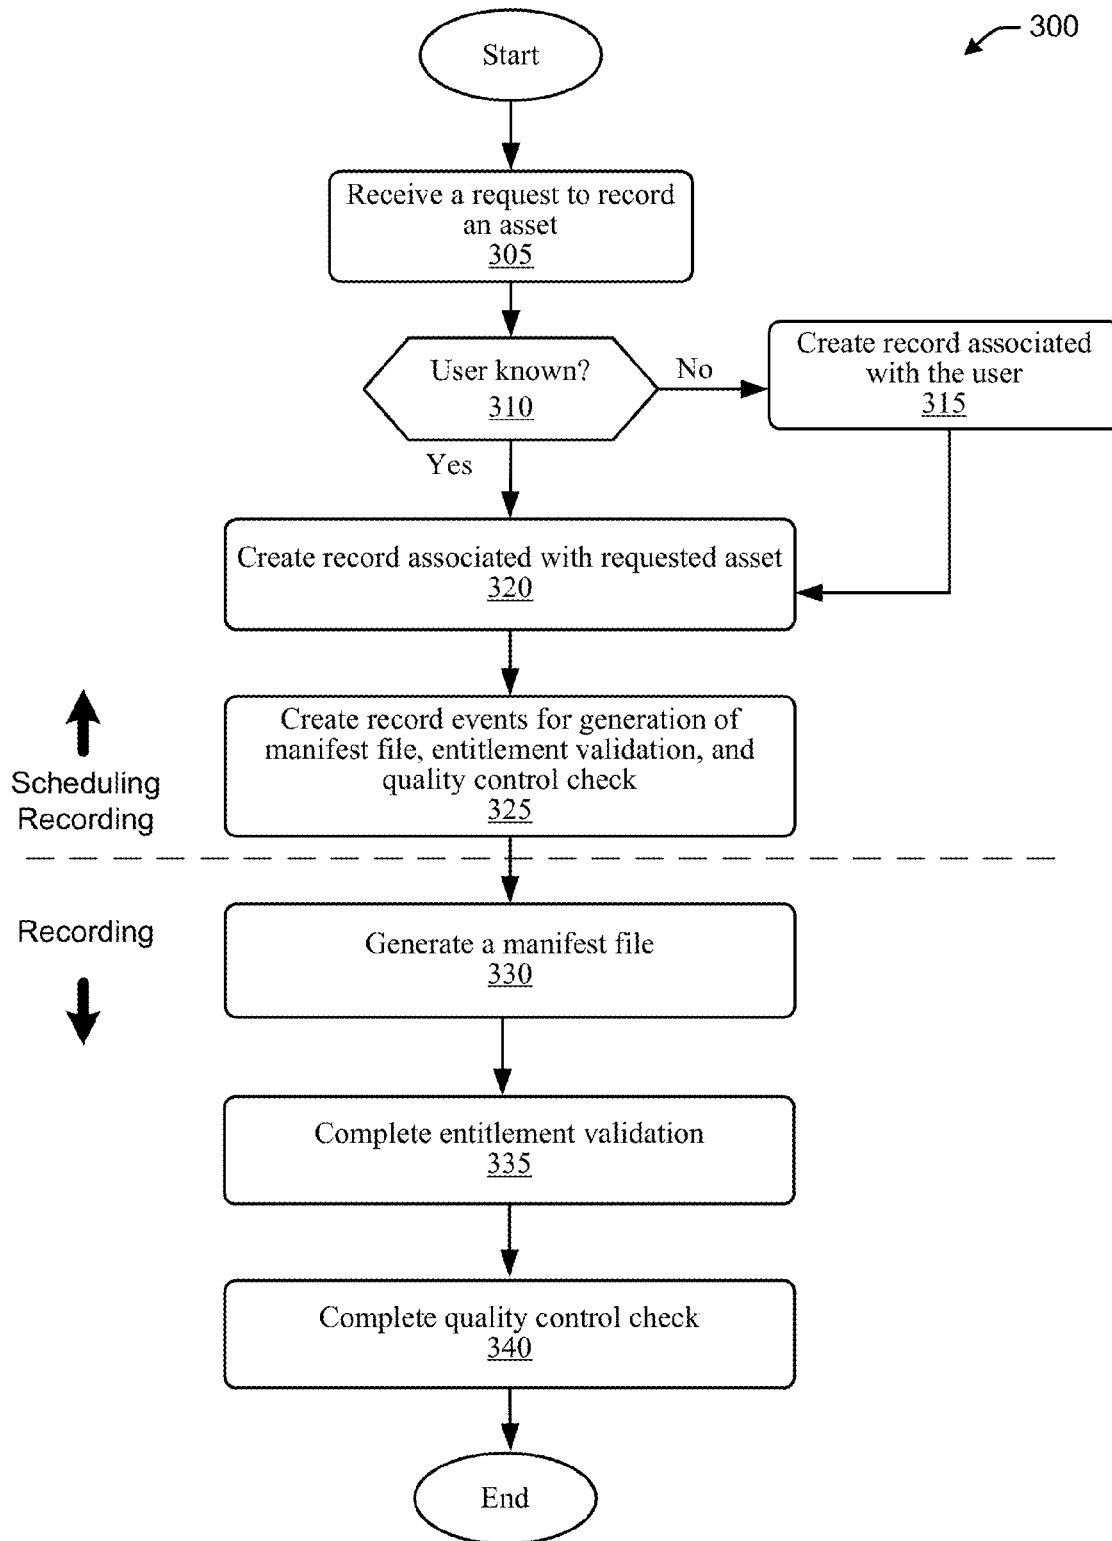 300
Start
Receive a request to record
an asset
305
User known?
310
No
Create record associated
with the user
315
Yes
Create record associated with requested asset
320
Create record events for generation of
manifest file, entitlement validation, and
quality control check
325
Scheduling
Recording
Recording
Generate a manifest file
330
Complete entitlement validation
335
Complete quality control check
340
End